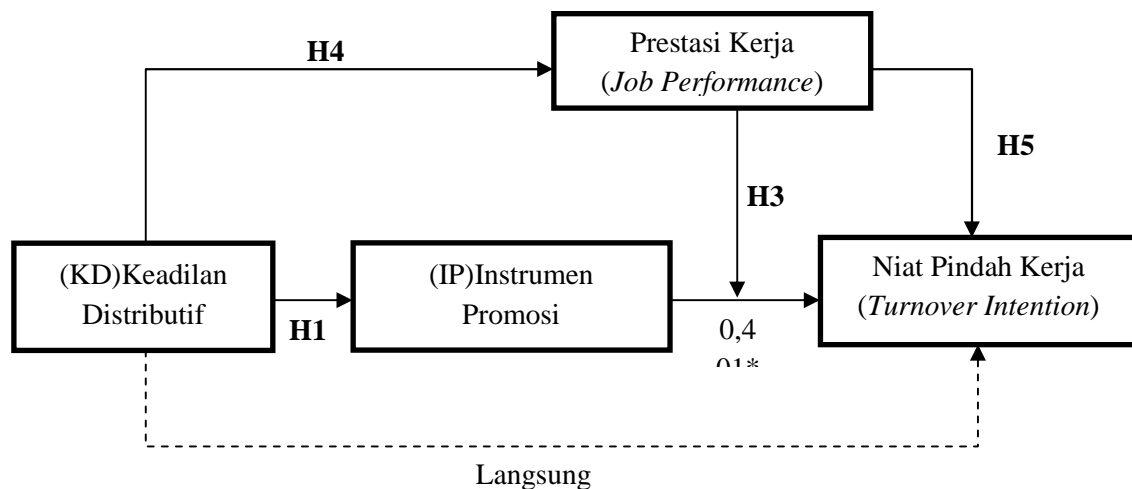 Prestasi Kerja
(Job Performance)
H4
H5
H3
(KD)Keadilan
Distributif
H1
(IP)Instrumen
Promosi
Niat Pindah Kerja
(Turnover Intention)
0,4
01*
Langsung